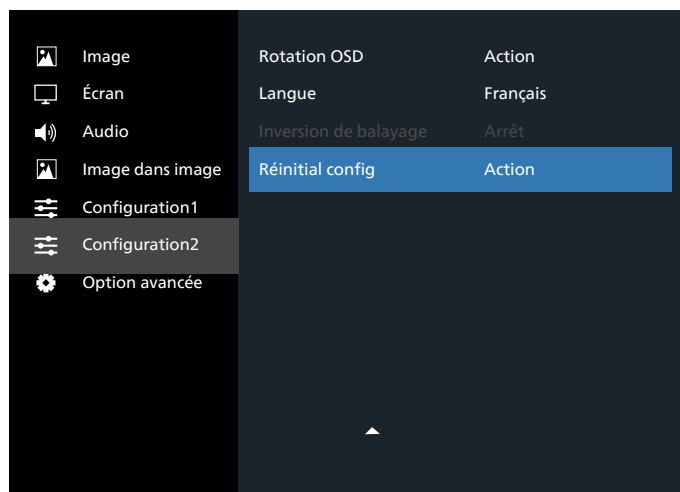 Image
Écran
Audio
Image dans image
Configuration1
Configuration2
Option avancée
Rotation OSD Action
Langue Français
Inversion de balayage Arrêt
Réinitial config Action